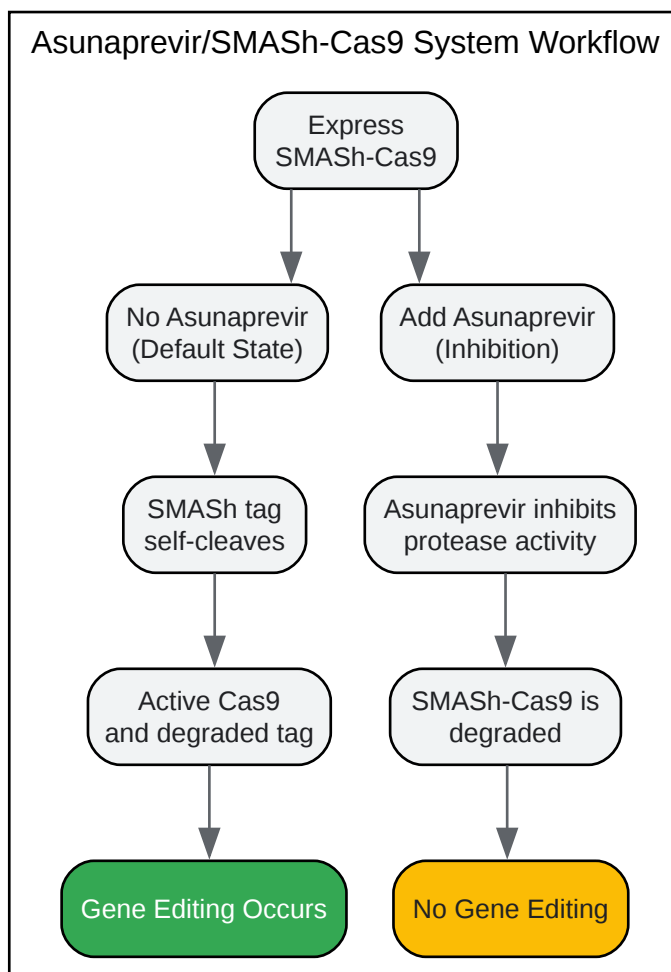 Asunaprevir/SMASh-Cas9 System Workflow
Express
SMASh-Cas9
No Asunaprevir
(Default State)
Add Asunaprevir
(Inhibition)
SMASh tag
self-cleaves
Asunaprevir inhibits
protease activity
Active Cas9
and degraded tag
SMASh-Cas9 is
degraded
Gene Editing Occurs
No Gene Editing